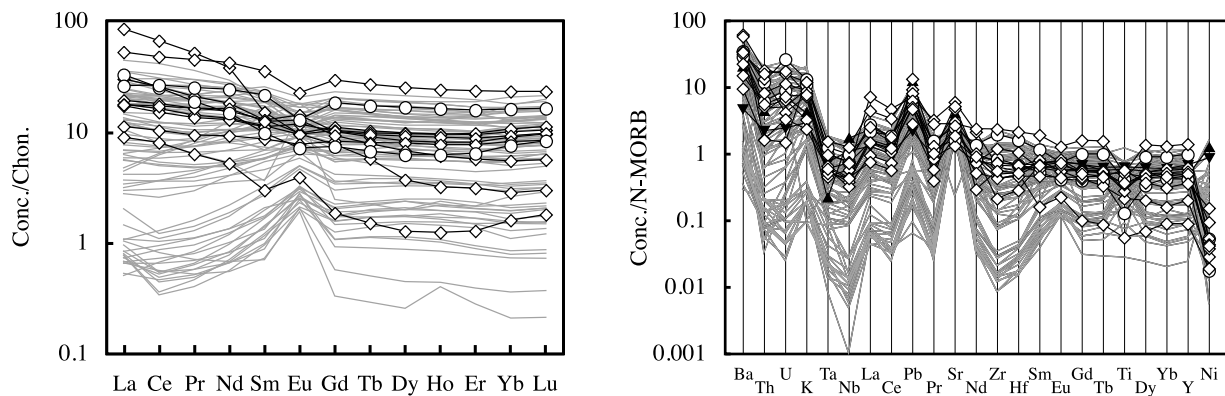 100
10
1
0.1
Conc./Chon.
La Ce Pr Nd Sm Eu Gd Tb Dy Ho Er Yb Lu
100
10
1
0.1
0.01
0.001
Conc./N-MORB
Ba U Ta La Pb Sr Zr Sm Gd Ti Yb Ni
Th K Nb Ce Pr Nd Hf Eu Tb Dy Y